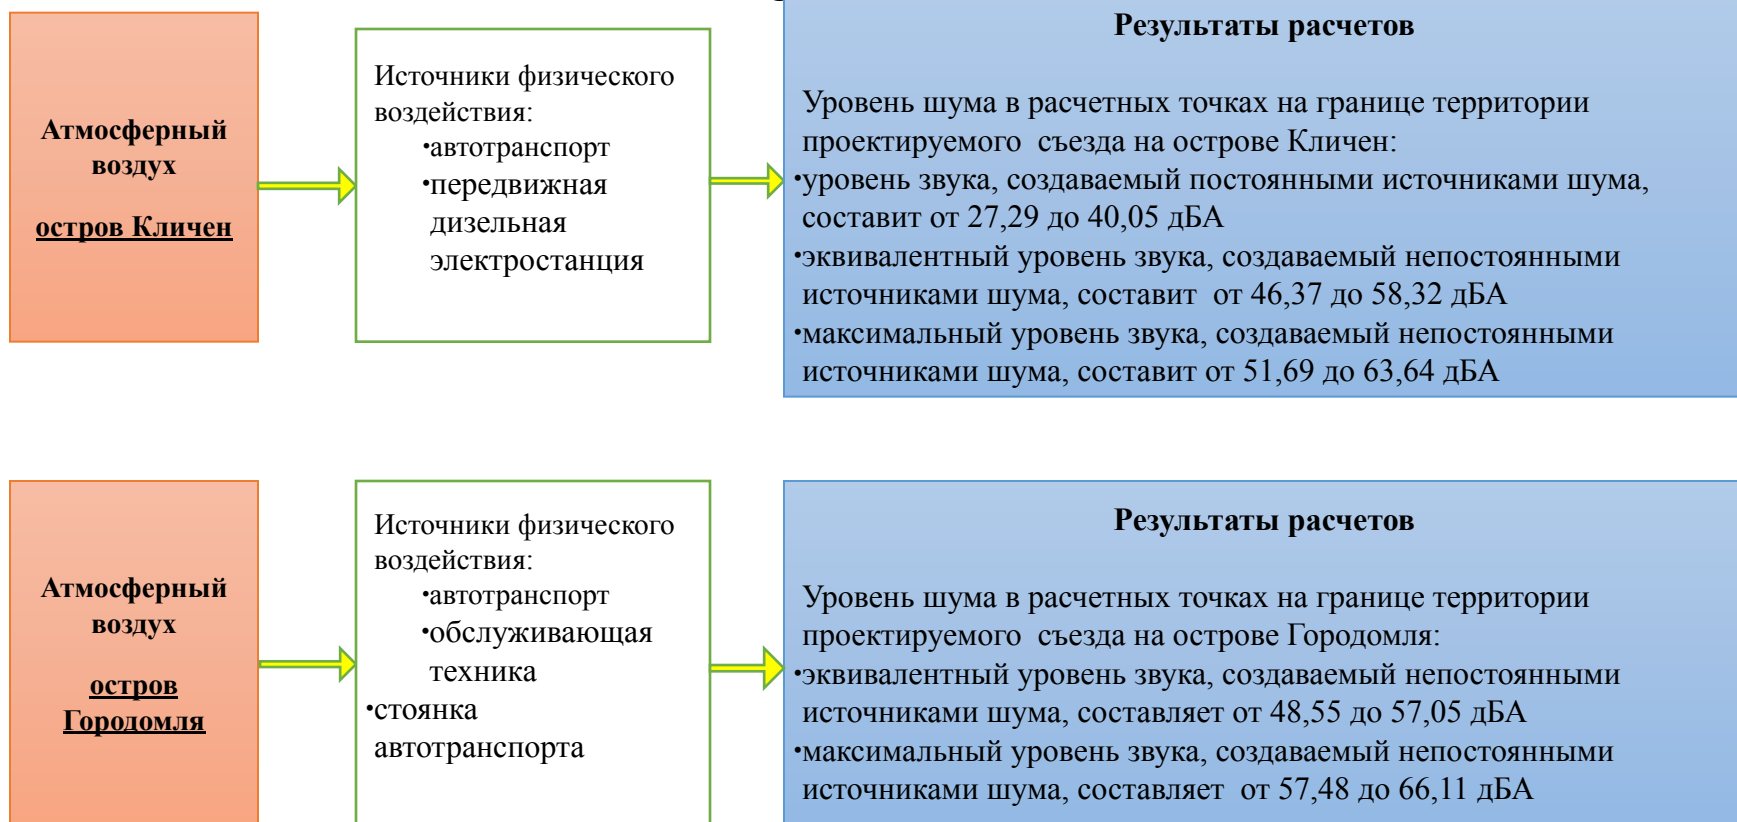 Атмосферный
воздух
остров Кличен
Источники физического
воздействия:
•автотранспорт
•передвижная
дизельная
электростанция
Результаты расчетов
Уровень шума в расчетных точках на границе территории
проектируемого съезда на острове Кличен:
•уровень звука, создаваемый постоянными источниками шума,
составит от 27,29 до 40,05 дБА
•эквивалентный уровень звука, создаваемый непостоянными
источниками шума, составит от 46,37 до 58,32 дБА
•максимальный уровень звука, создаваемый непостоянными
источниками шума, составит от 51,69 до 63,64 дБА
Атмосферный
воздух
остров
Городомля
Источники физического
воздействия:
•автотранспорт
•обслуживающая
техника
•стоянка
автотранспорта
Результаты расчетов
Уровень шума в расчетных точках на границе территории
проектируемого съезда на острове Городомля:
•эквивалентный уровень звука, создаваемый непостоянными
источниками шума, составляет от 48,55 до 57,05 дБА
•максимальный уровень звука, создаваемый непостоянными
источниками шума, составляет от 57,48 до 66,11 дБА